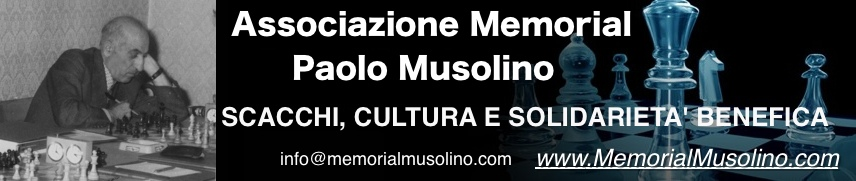 Associazione Memorial
Paolo Musolino
SCACCHI, CULTURA E SOLIDARIETA' BENEFICA
info@memorialmusolino.com www.MemorialMusolino.com